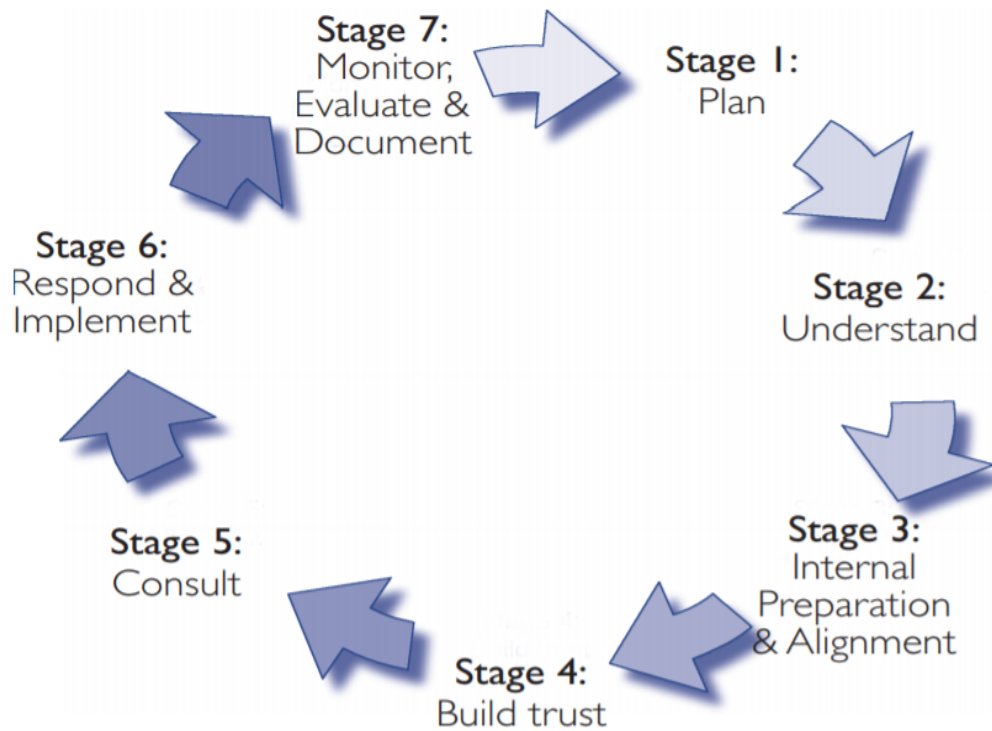 Stage 1:
Plan
Stage 2:
Understand
Stage 3:
Internal
Preparation
& Alignment
Stage 4:
Build trust
Stage 5:
Consult
Stage 6:
Respond &
Implement
Stage 7:
Monitor,
Evaluate &
Document